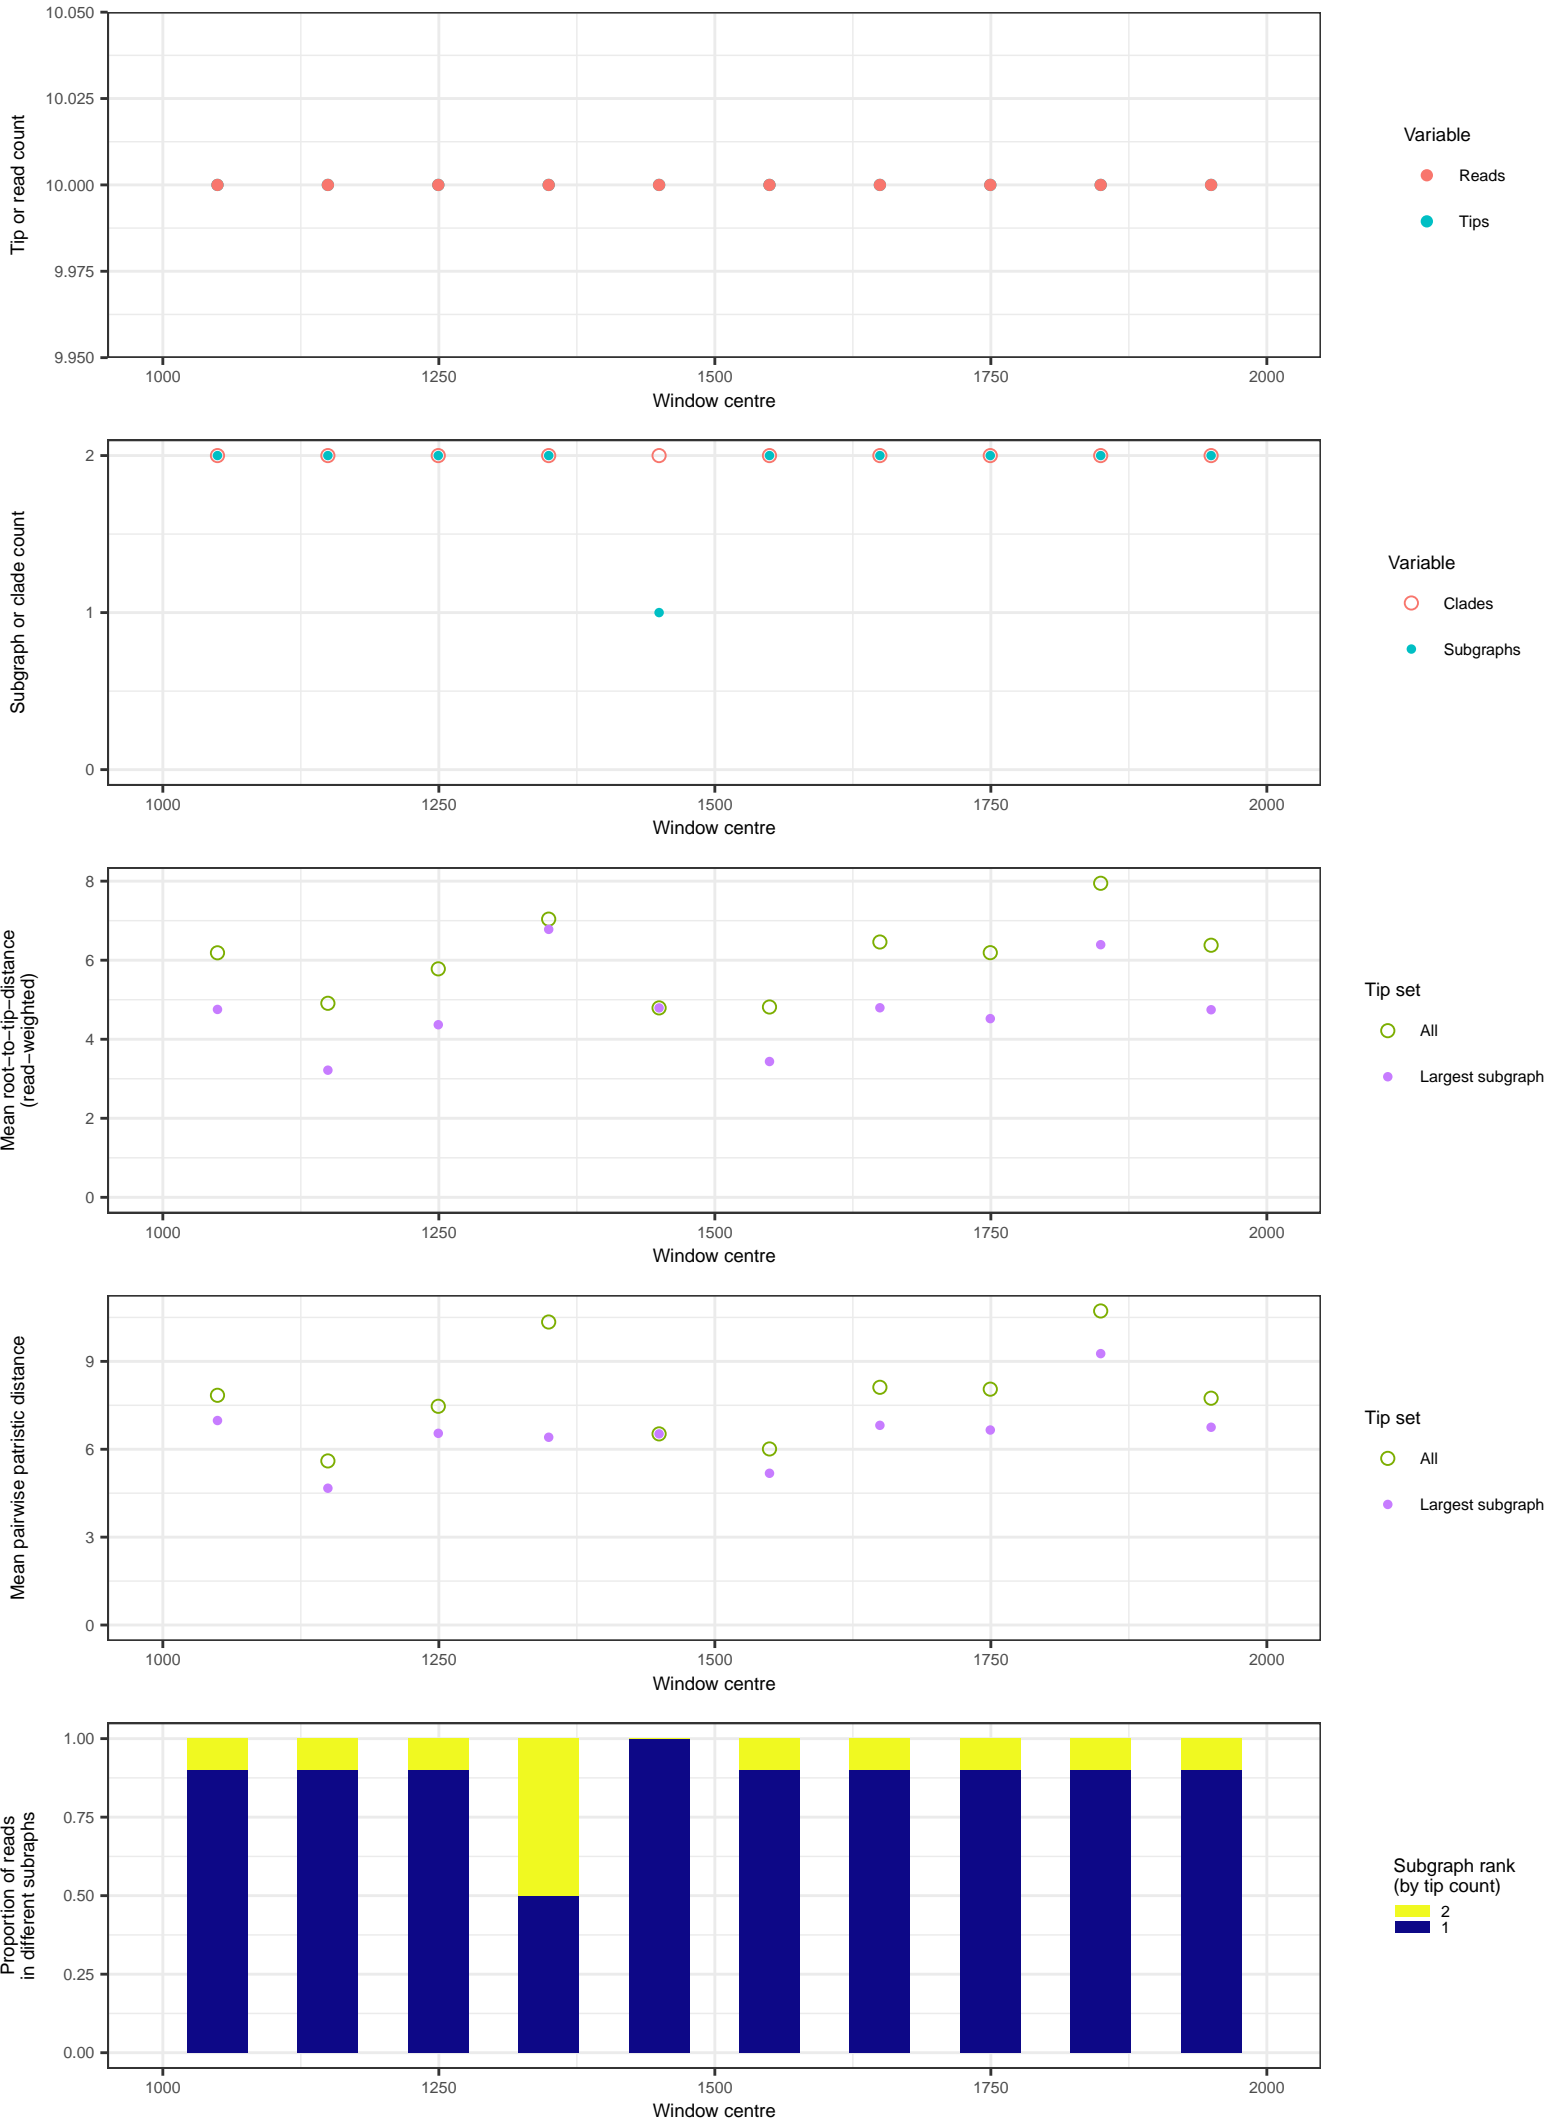 10.050
10.025
10.000
9.975
9.950
Tip or read count
1000 1250 1500 1750 2000
Window centre
Variable
Reads
Tips
2
1
0
Subgraph or clade count
1000 1250 1500 1750 2000
Window centre
Variable
Clades
Subgraphs
8
6
4
2
0
Mean root−to−tip−distance
(read−weighted)
1000 1250 1500 1750 2000
Window centre
Tip set
All
Largest subgraph
9
6
3
0
Mean pairwise patristic distance
1000 1250 1500 1750 2000
Window centre
Tip set
All
Largest subgraph
1.00
0.75
0.50
0.25
0.00
Proportion of reads
in different subraphs
1000 1250 1500 1750 2000
Window centre
Subgraph rank
(by tip count)
2
1